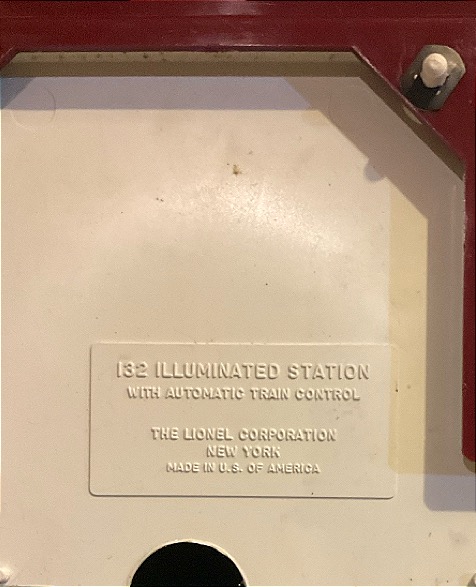 132 ILLUMINATED STATION
WITH AUTOMATIC TRAIN CONTROL
THE LIONEL CORPORATION
NEW YORK
MADE IN U.S. OF AMERICA